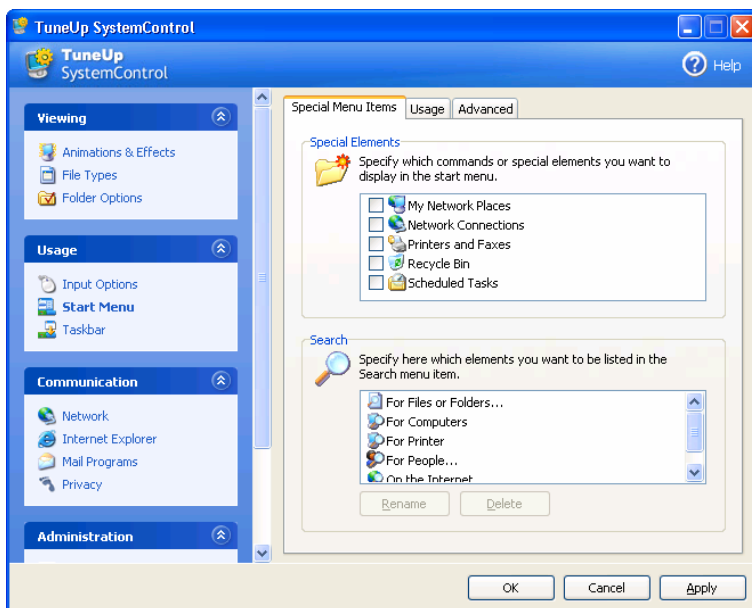 TuneUp SystemControl
TuneUp
SystemControl
Help
Viewing
Animations & Effects
File Types
Folder Options
Usage
Input Options
Start Menu
Taskbar
Communication
Network
Internet Explorer
Mail Programs
Privacy
Administration
Special Menu Items
Usage
Advanced
Special Elements
Specify which commands or special elements you want to
display in the start menu.
My Network Places
Network Connections
Printers and Faxes
Recycle Bin
Scheduled Tasks
Search
Specify here which elements you want to be listed in the
Search menu item.
For Files or Folders...
For Computers
For Printer
For People...
On the Internet
Rename
Delete
OK
Cancel
Apply